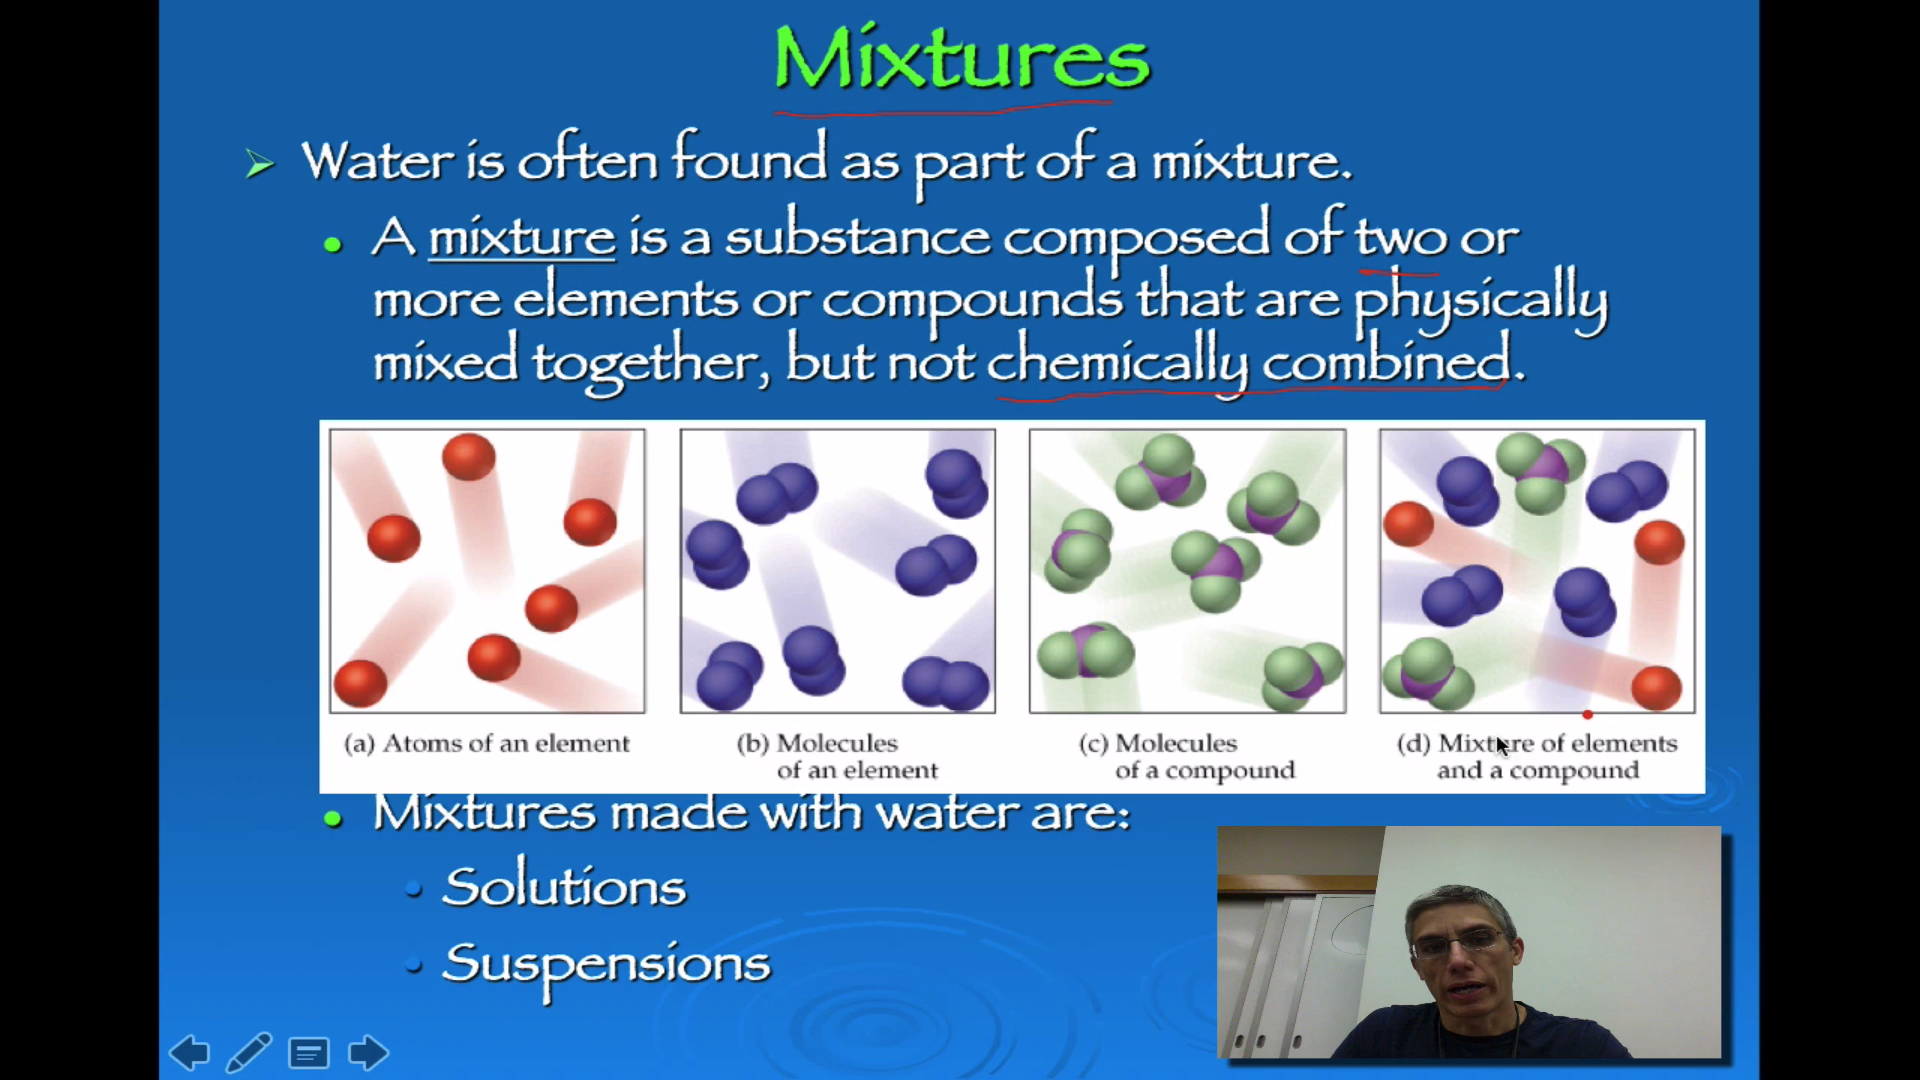 Mixtures
Water is often found as part of a mixture.
A mixture is a substance composed of two or
more elements or compounds that are physically
mixed together, but not chemically combined.
(a) Atoms of an element
(b) Molecules
of an element
(c) Molecules
of a compound
(d) Mixture of elements
and a compound
Mixtures made with water are:
Solutions
Suspensions